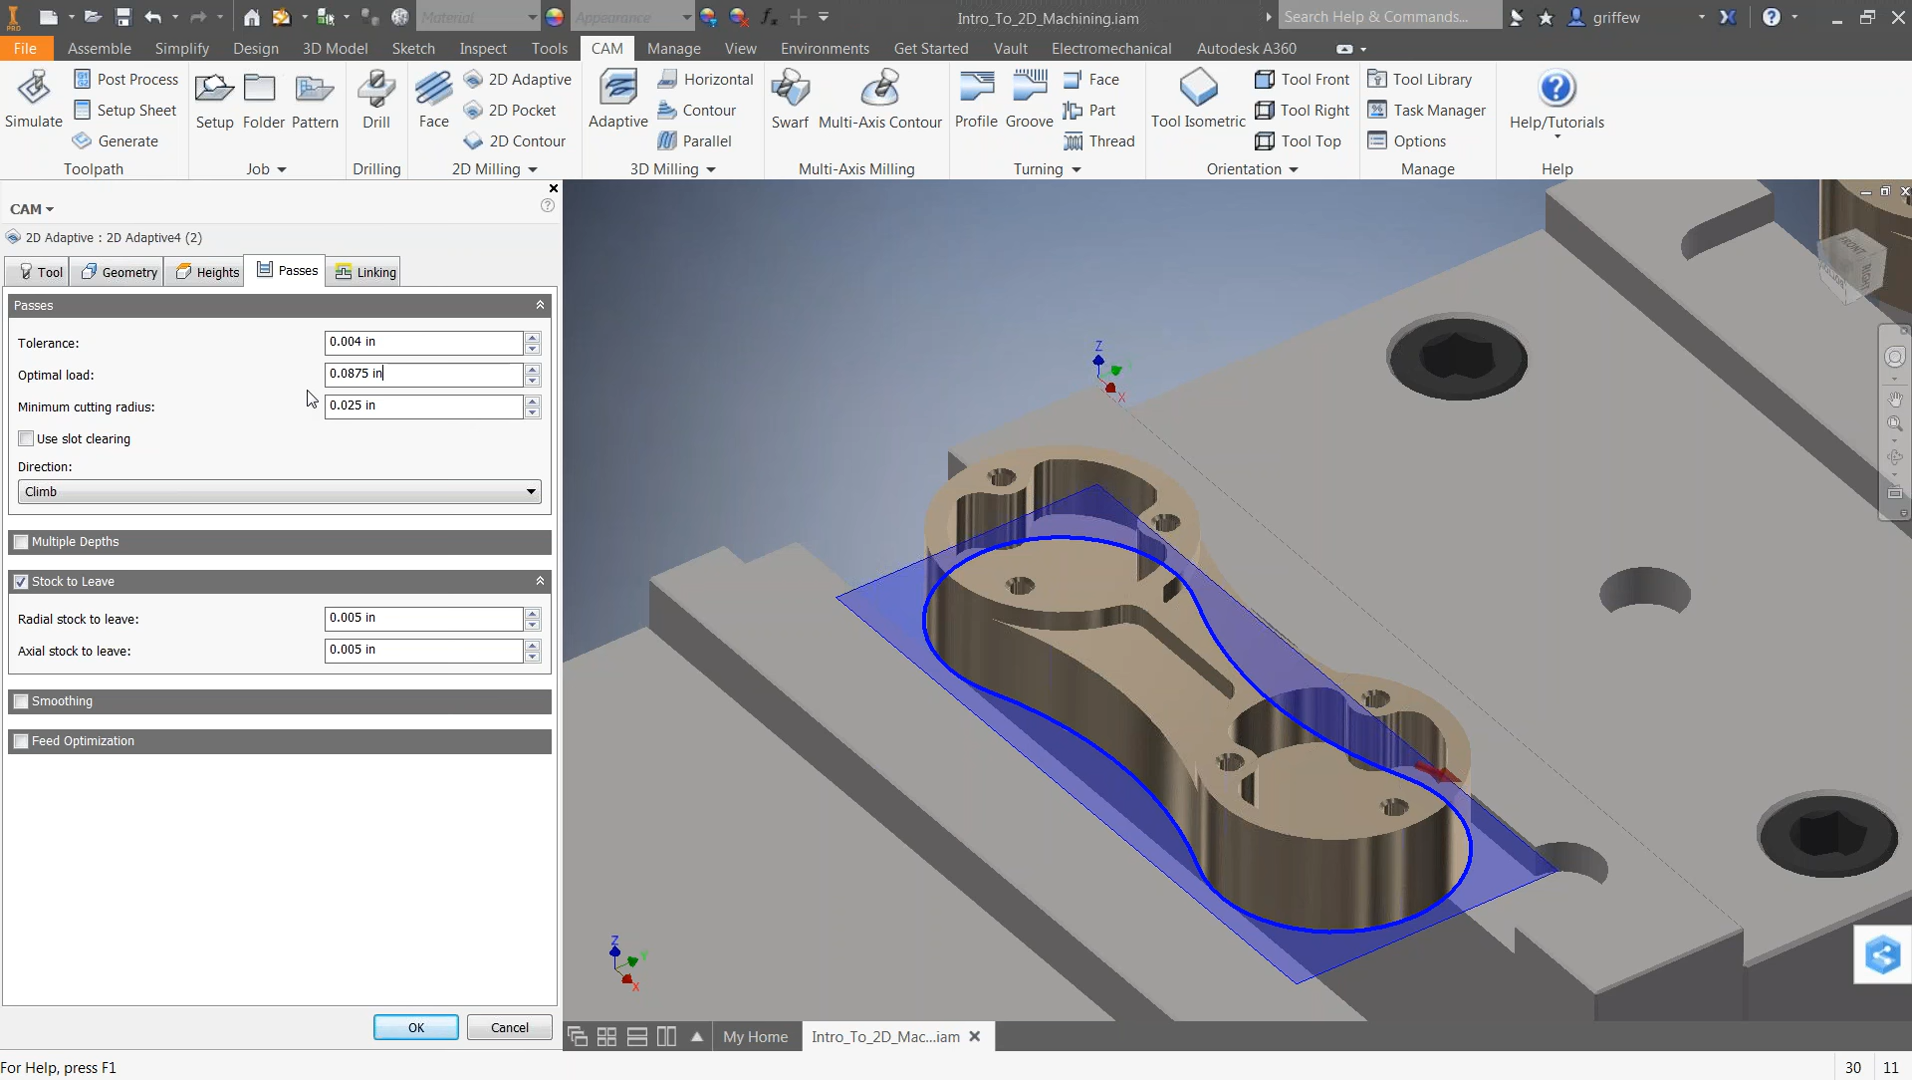 PRO
Material
Appearance
fx
Intro_To_2D_Machining.iam
Search Help & Commands...
griffew
File
Assemble
Simplify
Design
3D Model
Sketch
Inspect
Tools
CAM
Manage
View
Environments
Get Started
Vault
Electromechanical
Autodesk A360
Simulate
Post Process
Setup Sheet
Generate
Toolpath
Setup
Folder
Pattern
Job
Drill
Drilling
Face
2D Adaptive
2D Pocket
2D Contour
2D Milling
Adaptive
Horizontal
Contour
Parallel
3D Milling
Swarf
Multi-Axis Contour
Multi-Axis Milling
Profile
Groove
Face
Part
Thread
Turning
Tool Isometric
Tool Front
Tool Right
Tool Top
Orientation
Tool Library
Task Manager
Options
Manage
Help/Tutorials
Help
CAM
2D Adaptive : 2D Adaptive4 (2)
Tool
Geometry
Heights
Passes
Linking
Passes
Tolerance: 0.004 in
Optimal load: 0.0875 in
Minimum cutting radius: 0.025 in
Use slot clearing
Direction:
Climb
Multiple Depths
Stock to Leave
Radial stock to leave: 0.005 in
Axial stock to leave: 0.005 in
Smoothing
Feed Optimization
OK
Cancel
Z
X
FRONT
RIGHT
Z
Y
X
My Home
Intro_To_2D_Mac...iam
For Help, press F1
30
11